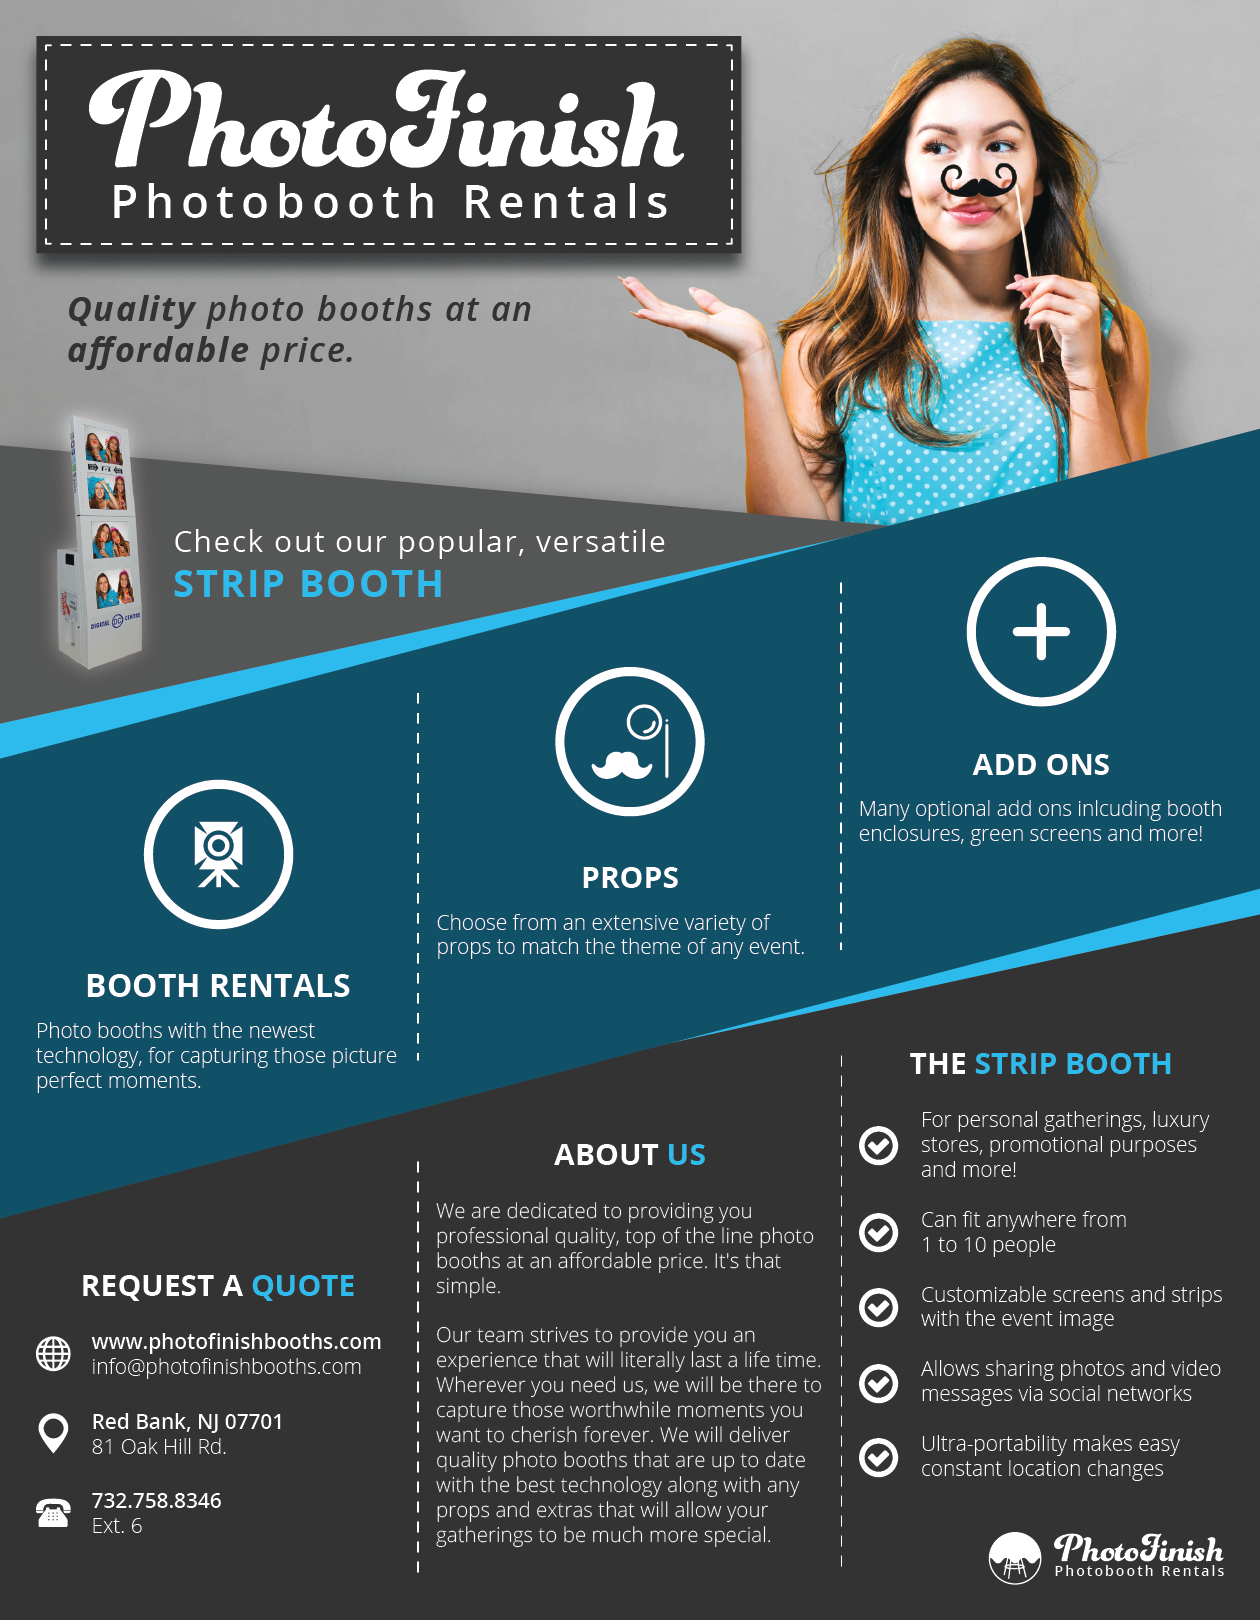 PhotoFinish
Photobooth Rentals
Quality photo booths at an
affordable price.
Check out our popular, versatile
STRIP BOOTH
DIGITAL DC CENTRE
ADD ONS
Many optional add ons inlcuding booth
enclosures, green screens and more!
PROPS
Choose from an extensive variety of
props to match the theme of any event.
BOOTH RENTALS
Photo booths with the newest
technology, for capturing those picture
perfect moments.
REQUEST A QUOTE
www.photofinishbooths.com
info@photofinishbooths.com
Red Bank, NJ 07701
81 Oak Hill Rd.
732.758.8346
Ext. 6
ABOUT US
We are dedicated to providing you
professional quality, top of the line photo
booths at an affordable price. It's that
simple.
Our team strives to provide you an
experience that will literally last a life time.
Wherever you need us, we will be there to
capture those worthwhile moments you
want to cherish forever. We will deliver
quality photo booths that are up to date
with the best technology along with any
props and extras that will allow your
gatherings to be much more special.
THE STRIP BOOTH
For personal gatherings, luxury
stores, promotional purposes
and more!
Can fit anywhere from
1 to 10 people
Customizable screens and strips
with the event image
Allows sharing photos and video
messages via social networks
Ultra-portability makes easy
constant location changes
PhotoFinish
Photobooth Rentals